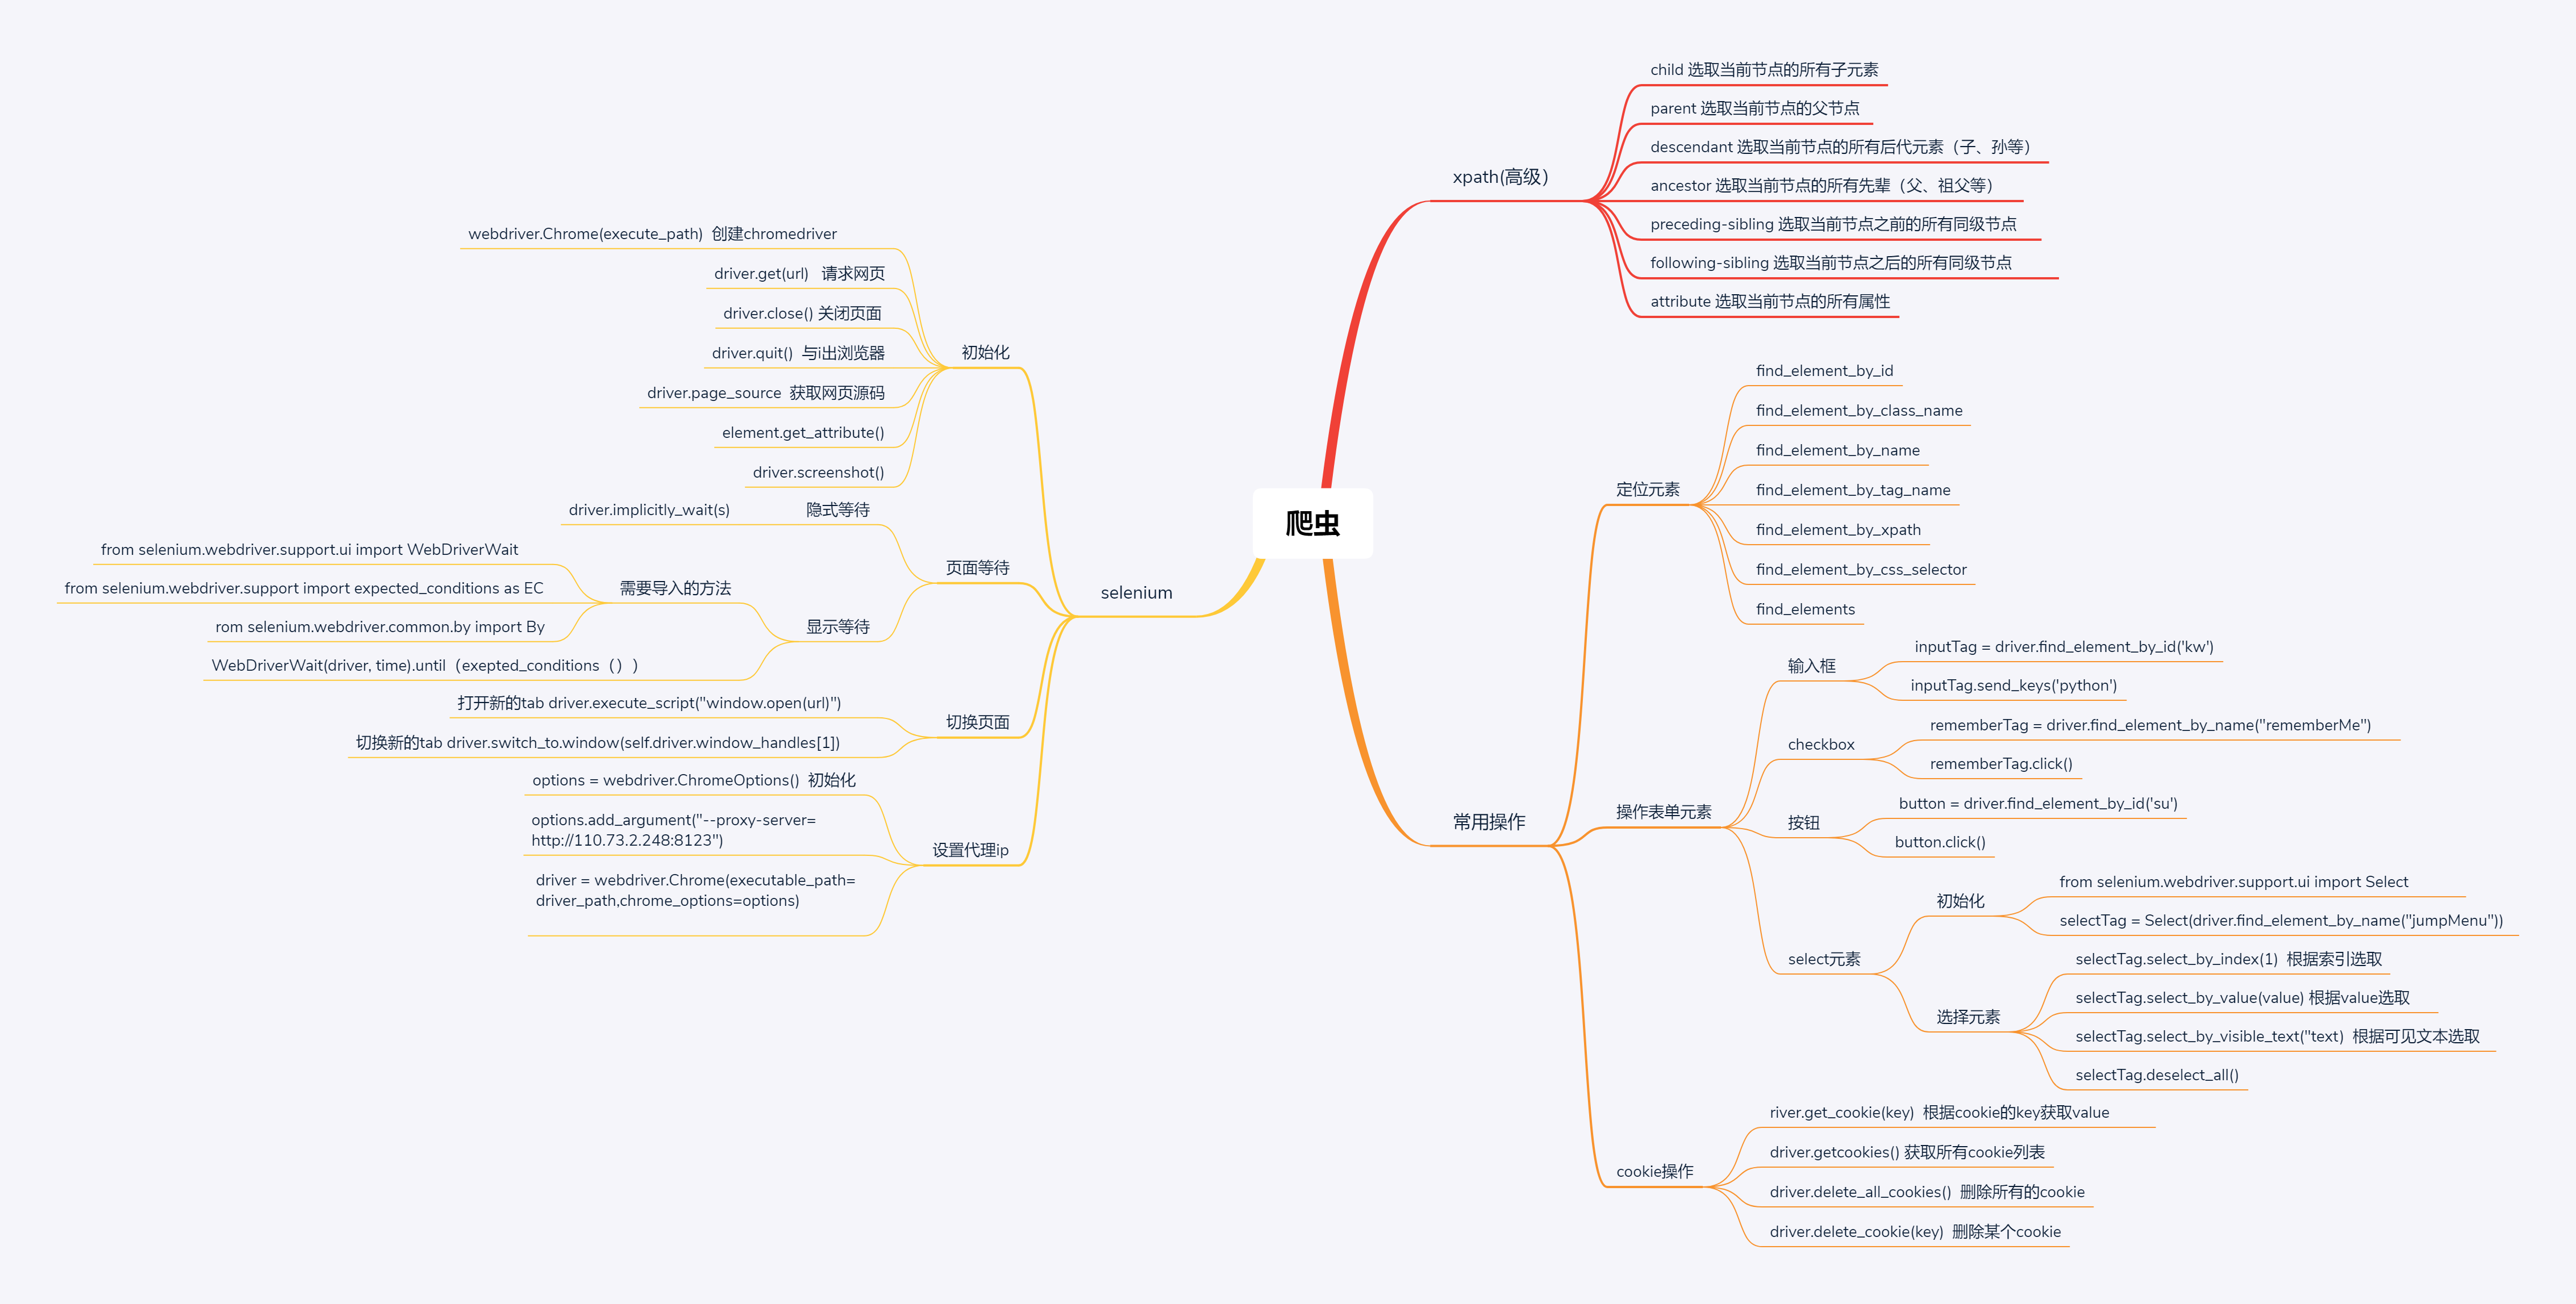 爬虫
xpath(高级)
child 选取当前节点的所有子元素
parent 选取当前节点的父节点
descendant 选取当前节点的所有后代元素（子、孙等）
ancestor 选取当前节点的所有先辈（父、祖父等）
preceding-sibling 选取当前节点之前的所有同级节点
following-sibling 选取当前节点之后的所有同级节点
attribute 选取当前节点的所有属性
常用操作
定位元素
find_element_by_id
find_element_by_class_name
find_element_by_name
find_element_by_tag_name
find_element_by_xpath
find_element_by_css_selector
find_elements
操作表单元素
输入框
inputTag = driver.find_element_by_id('kw')
inputTag.send_keys('python')
checkbox
rememberTag = driver.find_element_by_name("rememberMe")
rememberTag.click()
按钮
button = driver.find_element_by_id('su')
button.click()
select元素
初始化
from selenium.webdriver.support.ui import Select
selectTag = Select(driver.find_element_by_name("jumpMenu"))
选择元素
selectTag.select_by_index(1)  根据索引选取
selectTag.select_by_value(value) 根据value选取
selectTag.select_by_visible_text("text)  根据可见文本选取
selectTag.deselect_all()
cookie操作
river.get_cookie(key)  根据cookie的key获取value
driver.getcookies() 获取所有cookie列表
driver.delete_all_cookies()  删除所有的cookie
driver.delete_cookie(key)  删除某个cookie
selenium
初始化
webdriver.Chrome(execute_path)  创建chromedriver
driver.get(url)   请求网页
driver.close() 关闭页面
driver.quit()  与i出浏览器
driver.page_source  获取网页源码
element.get_attribute()
driver.screenshot()
页面等待
隐式等待
driver.implicitly_wait(s)
显示等待
需要导入的方法
from selenium.webdriver.support.ui import WebDriverWait
from selenium.webdriver.support import expected_conditions as EC
rom selenium.webdriver.common.by import By
WebDriverWait(driver, time).until（exepted_conditions（））
切换页面
打开新的tab driver.execute_script("window.open(url)")
切换新的tab driver.switch_to.window(self.driver.window_handles[1])
设置代理ip
options = webdriver.ChromeOptions()  初始化
options.add_argument("--proxy-server=
http://110.73.2.248:8123")
driver = webdriver.Chrome(executable_path=
driver_path,chrome_options=options)